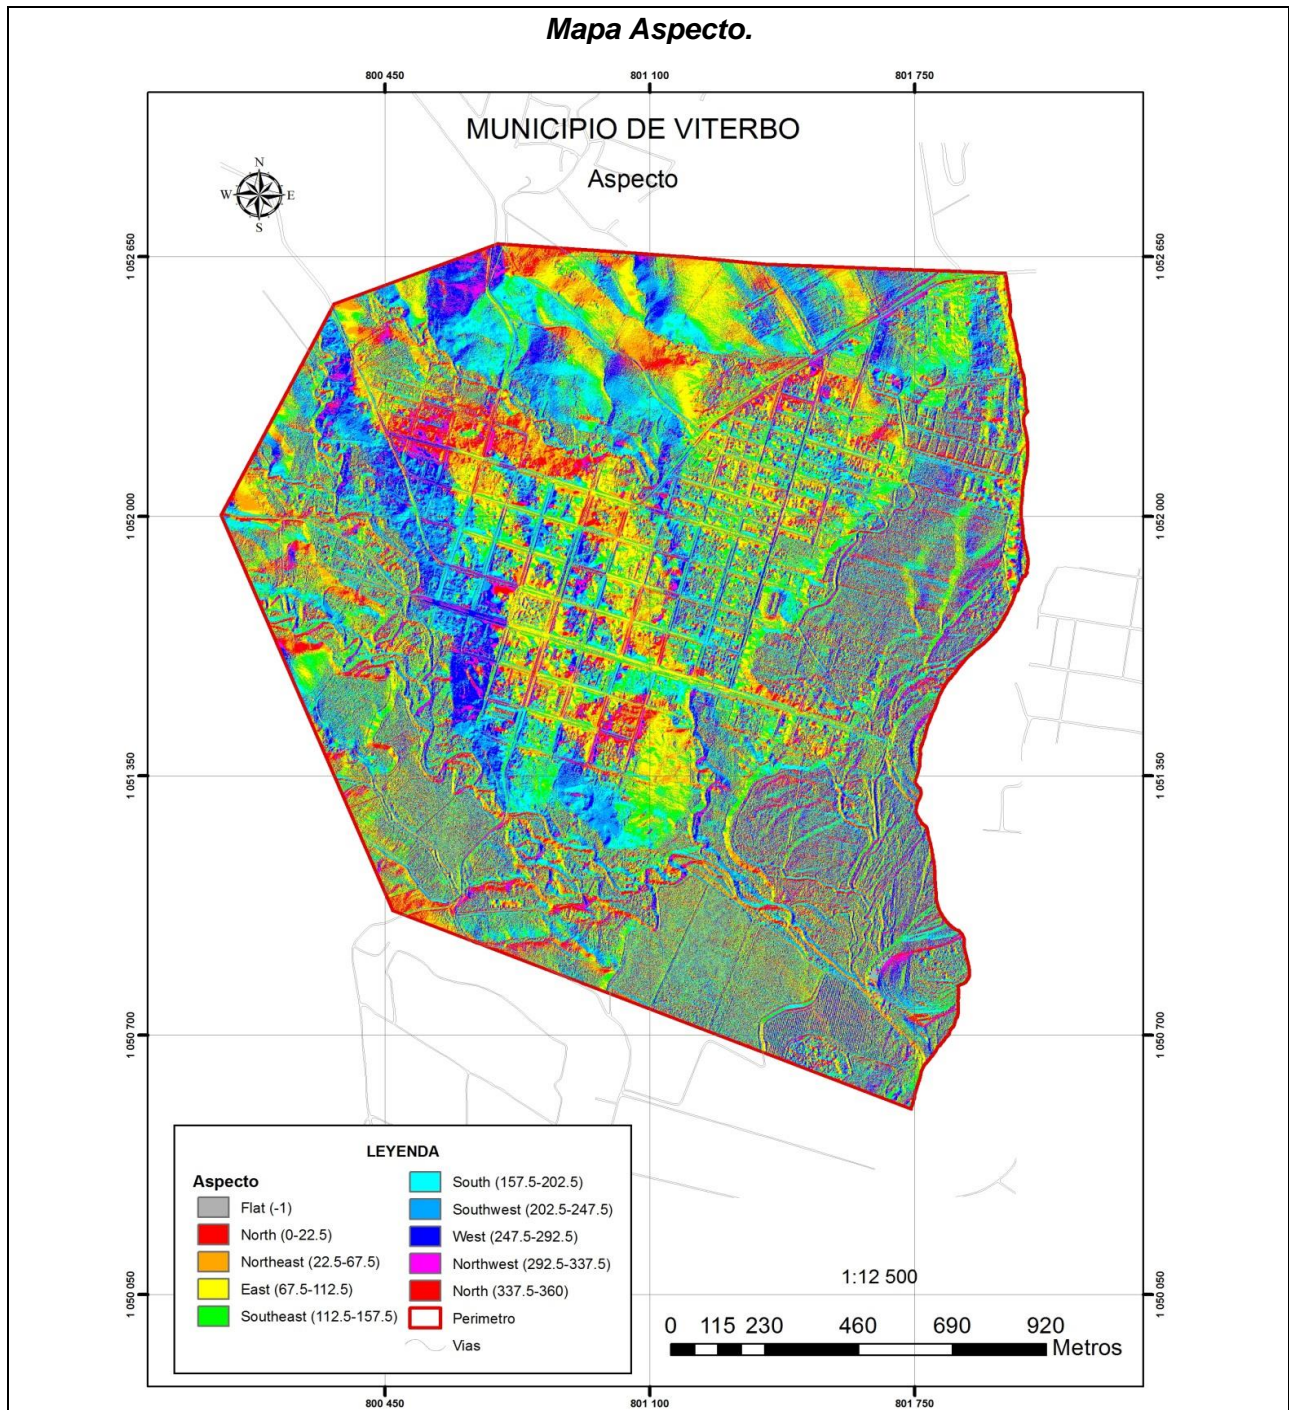 Mapa Aspecto.
800 450 801 100 801 750
MUNICIPIO DE VITERBO
Aspecto
N
W E
S
1 052 650 1 052 650
1 052 000 1 052 000
1 051 350 1 051 350
1 050 700 1 050 700
1 050 050 1 050 050
LEYENDA
Aspecto
Flat (-1)
North (0-22.5)
Northeast (22.5-67.5)
East (67.5-112.5)
Southeast (112.5-157.5)
South (157.5-202.5)
Southwest (202.5-247.5)
West (247.5-292.5)
Northwest (292.5-337.5)
North (337.5-360)
Perimetro
Vias
1:12 500
0 115 230 460 690 920
Metros
800 450 801 100 801 750